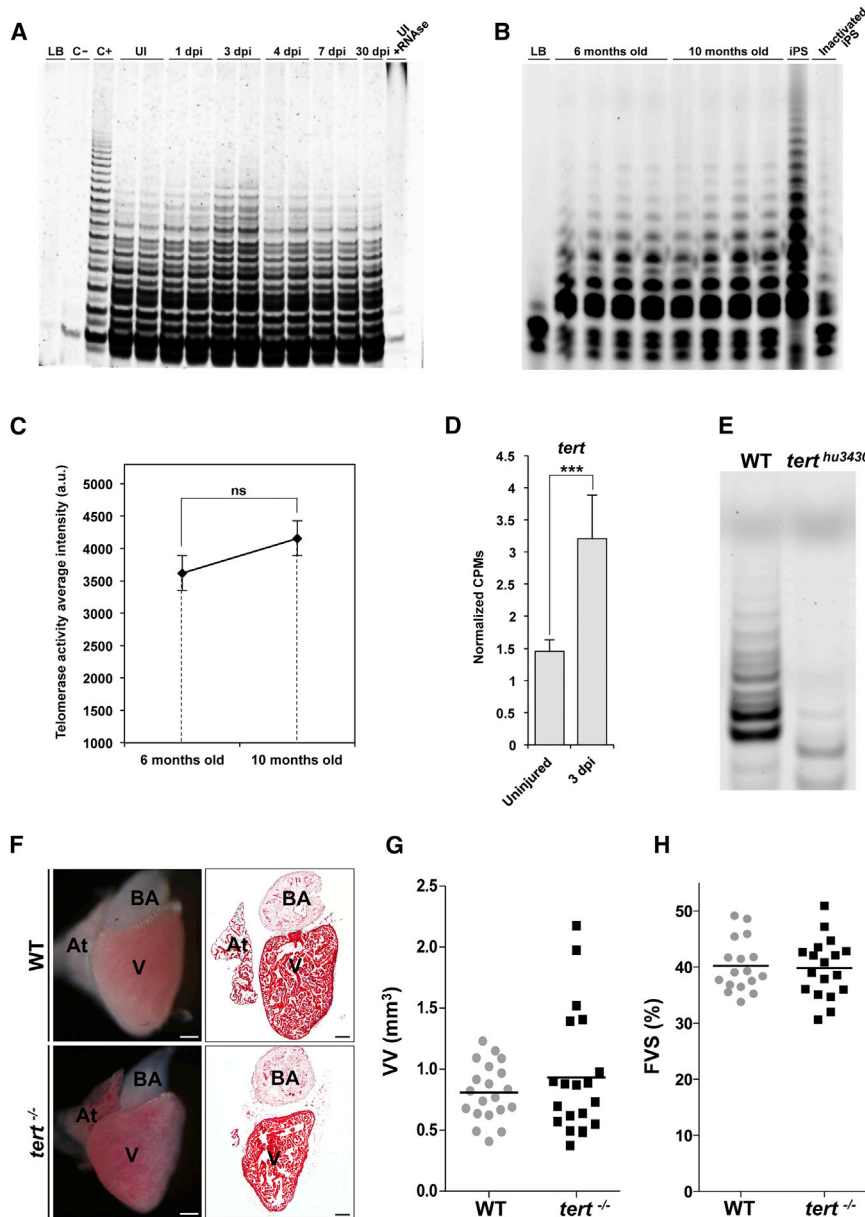 A
LB C− C+ UI 1 dpi 3 dpi 4 dpi 7 dpi 30 dpi UI +RNAse
B
LB 6 months old 10 months old iPS Inactivated iPS
C
Telomerase activity average intensity (a.u.)
5000
4500
4000
3500
3000
2500
2000
1500
1000
ns
6 months old 10 months old
D
tert
***
Normalized CPMs
4.5
4
3.5
3
2.5
2
1.5
1
0.5
0
Uninjured 3 dpi
E
WT tert hu3430
F
WT
BA
At
V
BA
At
V
tert -/-
BA
At
V
BA
V
G
VV (mm3)
2.5
2.0
1.5
1.0
0.5
0.0
WT tert -/-
H
FVS (%)
50
40
30
20
10
0
WT tert -/-